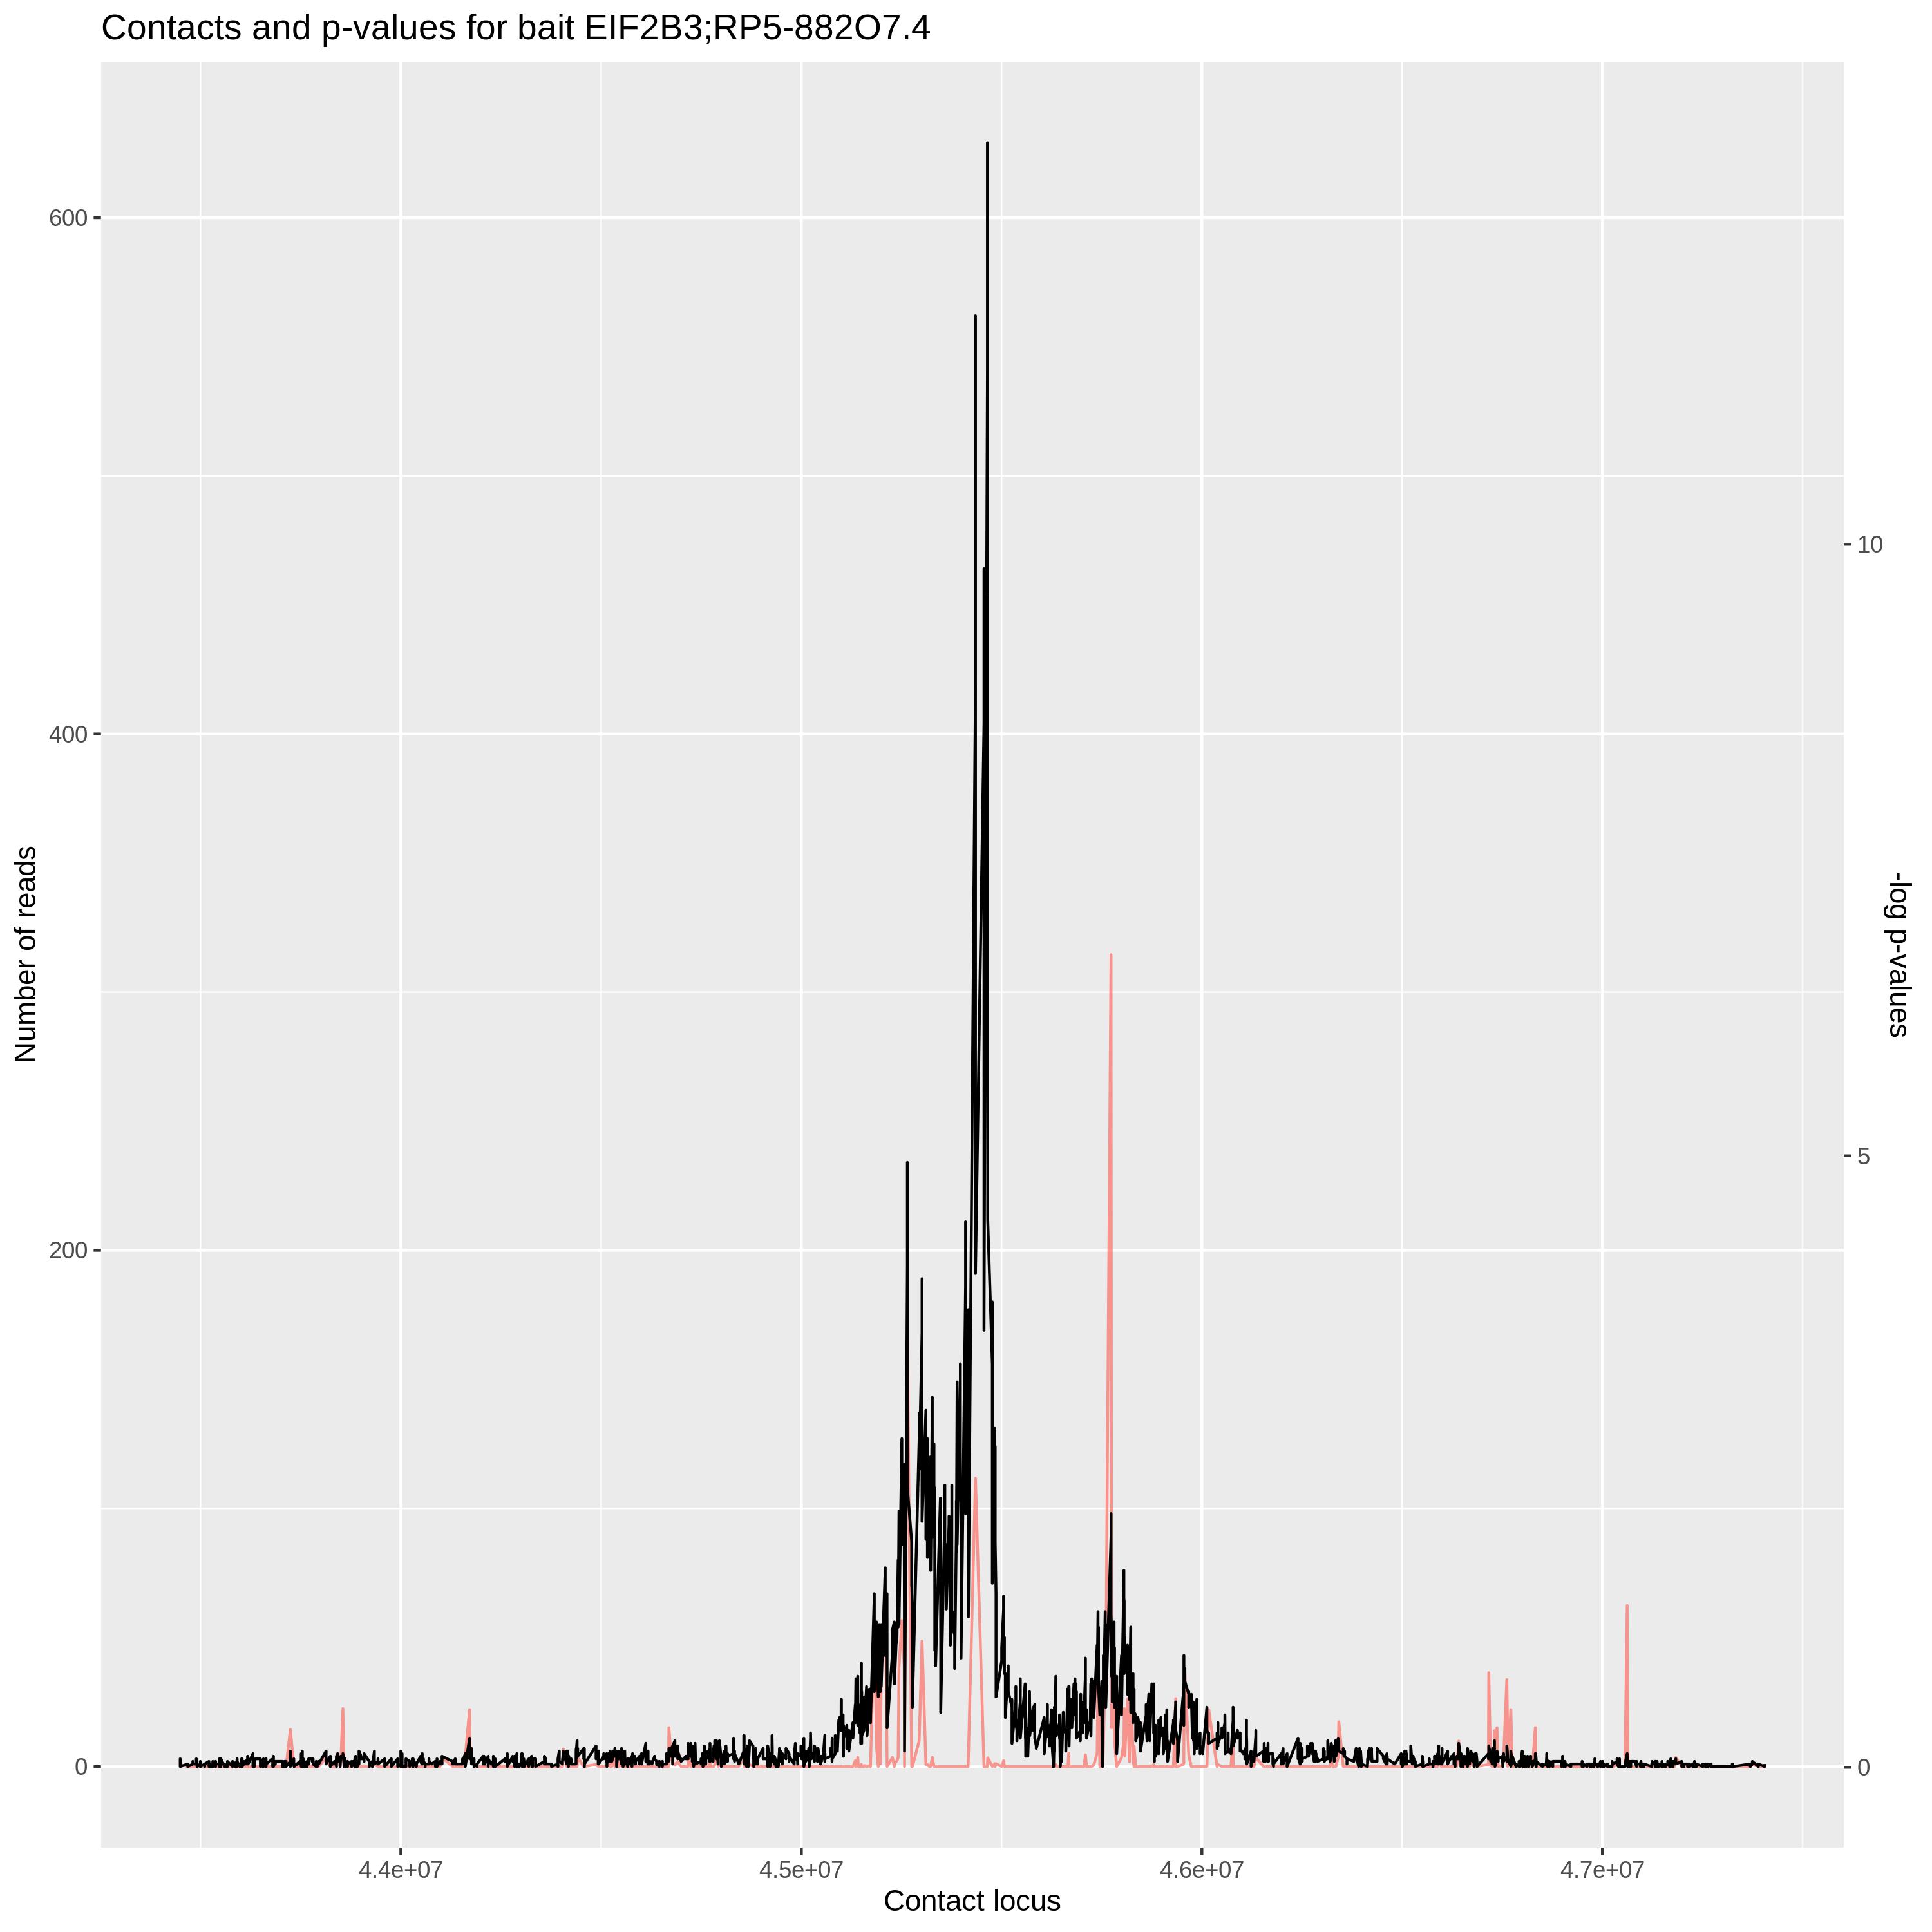 Contacts and p-values for bait EIF2B3;RP5-882O7.4
600
400
200
0
Number of reads
10
5
0
-log p-values
4.4e+07
4.5e+07
4.6e+07
4.7e+07
Contact locus